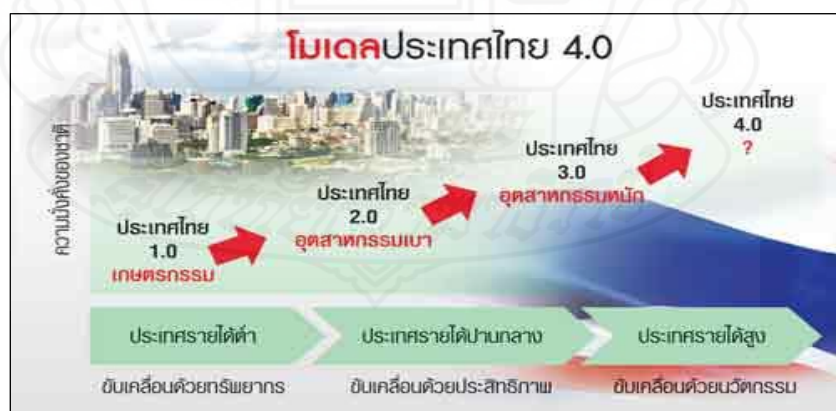 โมเดลประเทศไทย 4.0
ความมั่งคั่งของชาติ
ประเทศไทย
1.0
เกษตรกรรม
ประเทศไทย
2.0
อุตสาหกรรมเบา
ประเทศไทย
3.0
อุตสาหกรรมหนัก
ประเทศไทย
4.0
?
ประเทศรายได้ต่ำ
ประเทศรายได้ปานกลาง
ประเทศรายได้สูง
ขับเคลื่อนด้วยทรัพยากร
ขับเคลื่อนด้วยประสิทธิภาพ
ขับเคลื่อนด้วยนวัตกรรม